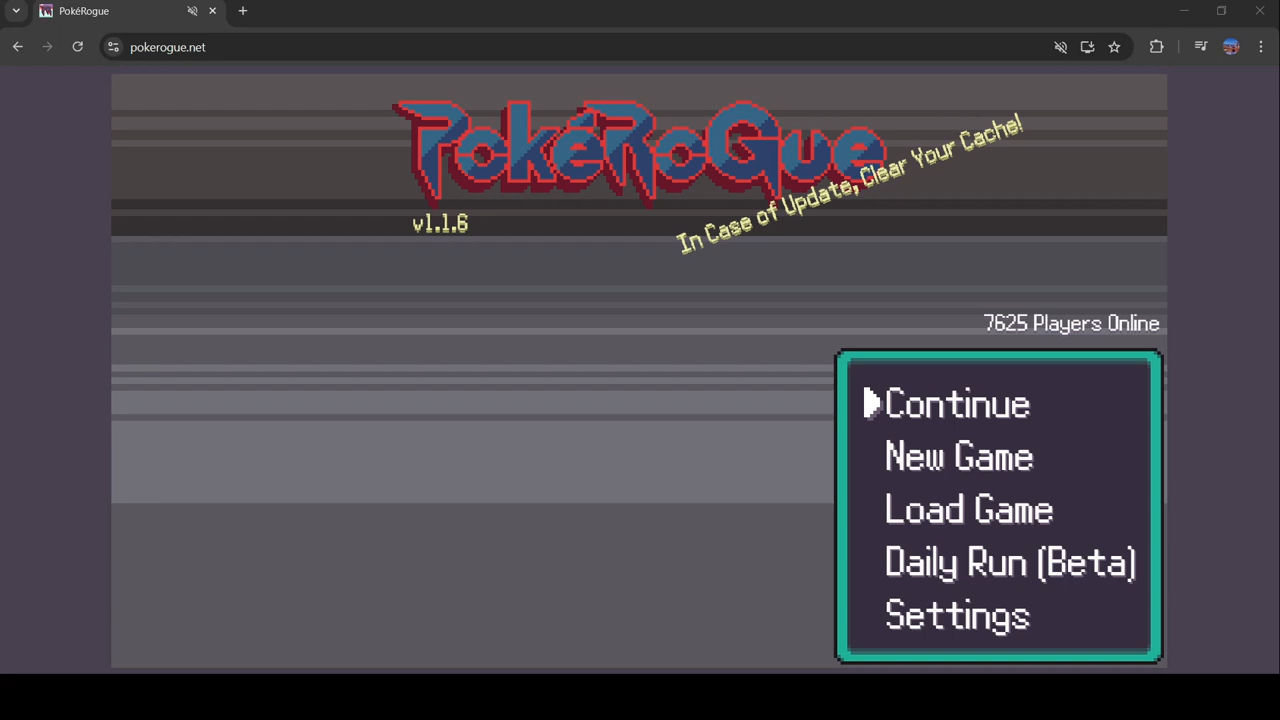 PokéRogue
pokerogue.net
PokéRoGue
In Case of Update, Clear Your Cache!
v1.1.6
7625 Players Online
Continue
New Game
Load Game
Daily Run (Beta)
Settings